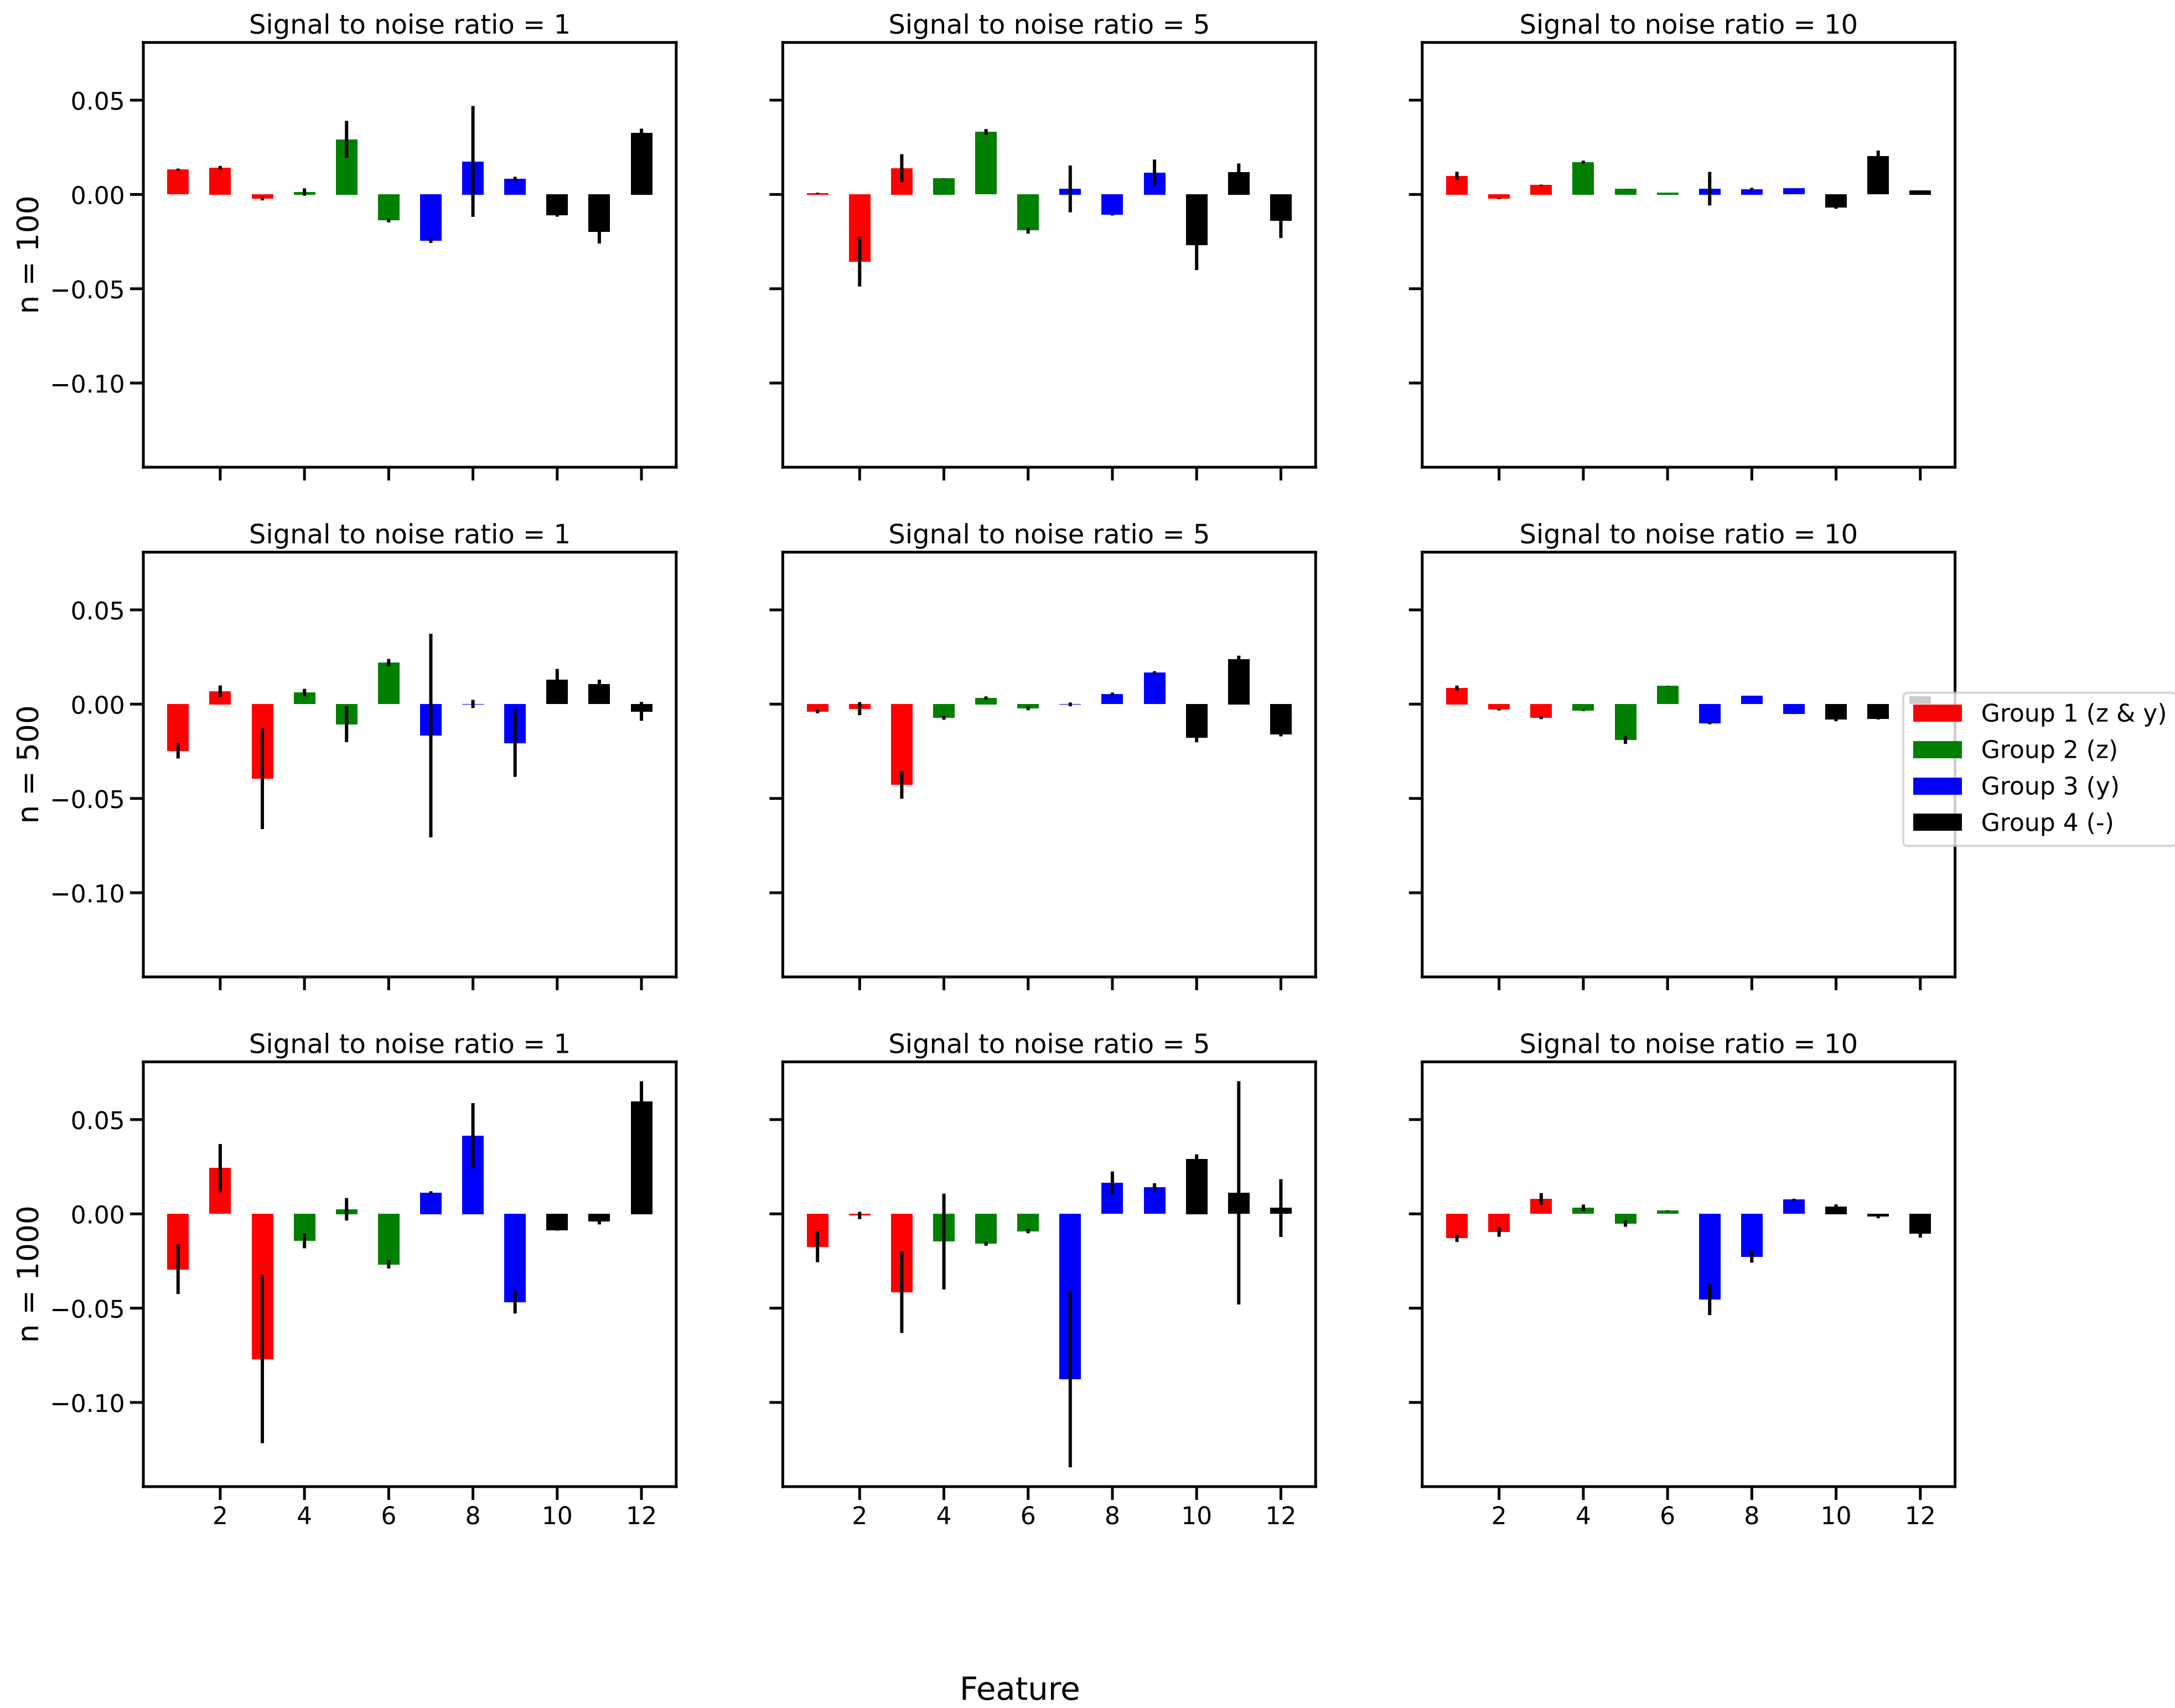 Signal to noise ratio = 1
Signal to noise ratio = 5
Signal to noise ratio = 10
n = 100
0.05
0.00
−0.05
−0.10
Signal to noise ratio = 1
Signal to noise ratio = 5
Signal to noise ratio = 10
n = 500
0.05
0.00
−0.05
−0.10
Group 1 (z & y)
Group 2 (z)
Group 3 (y)
Group 4 (-)
Signal to noise ratio = 1
Signal to noise ratio = 5
Signal to noise ratio = 10
n = 1000
0.05
0.00
−0.05
−0.10
2 4 6 8 10 12
2 4 6 8 10 12
2 4 6 8 10 12
Feature